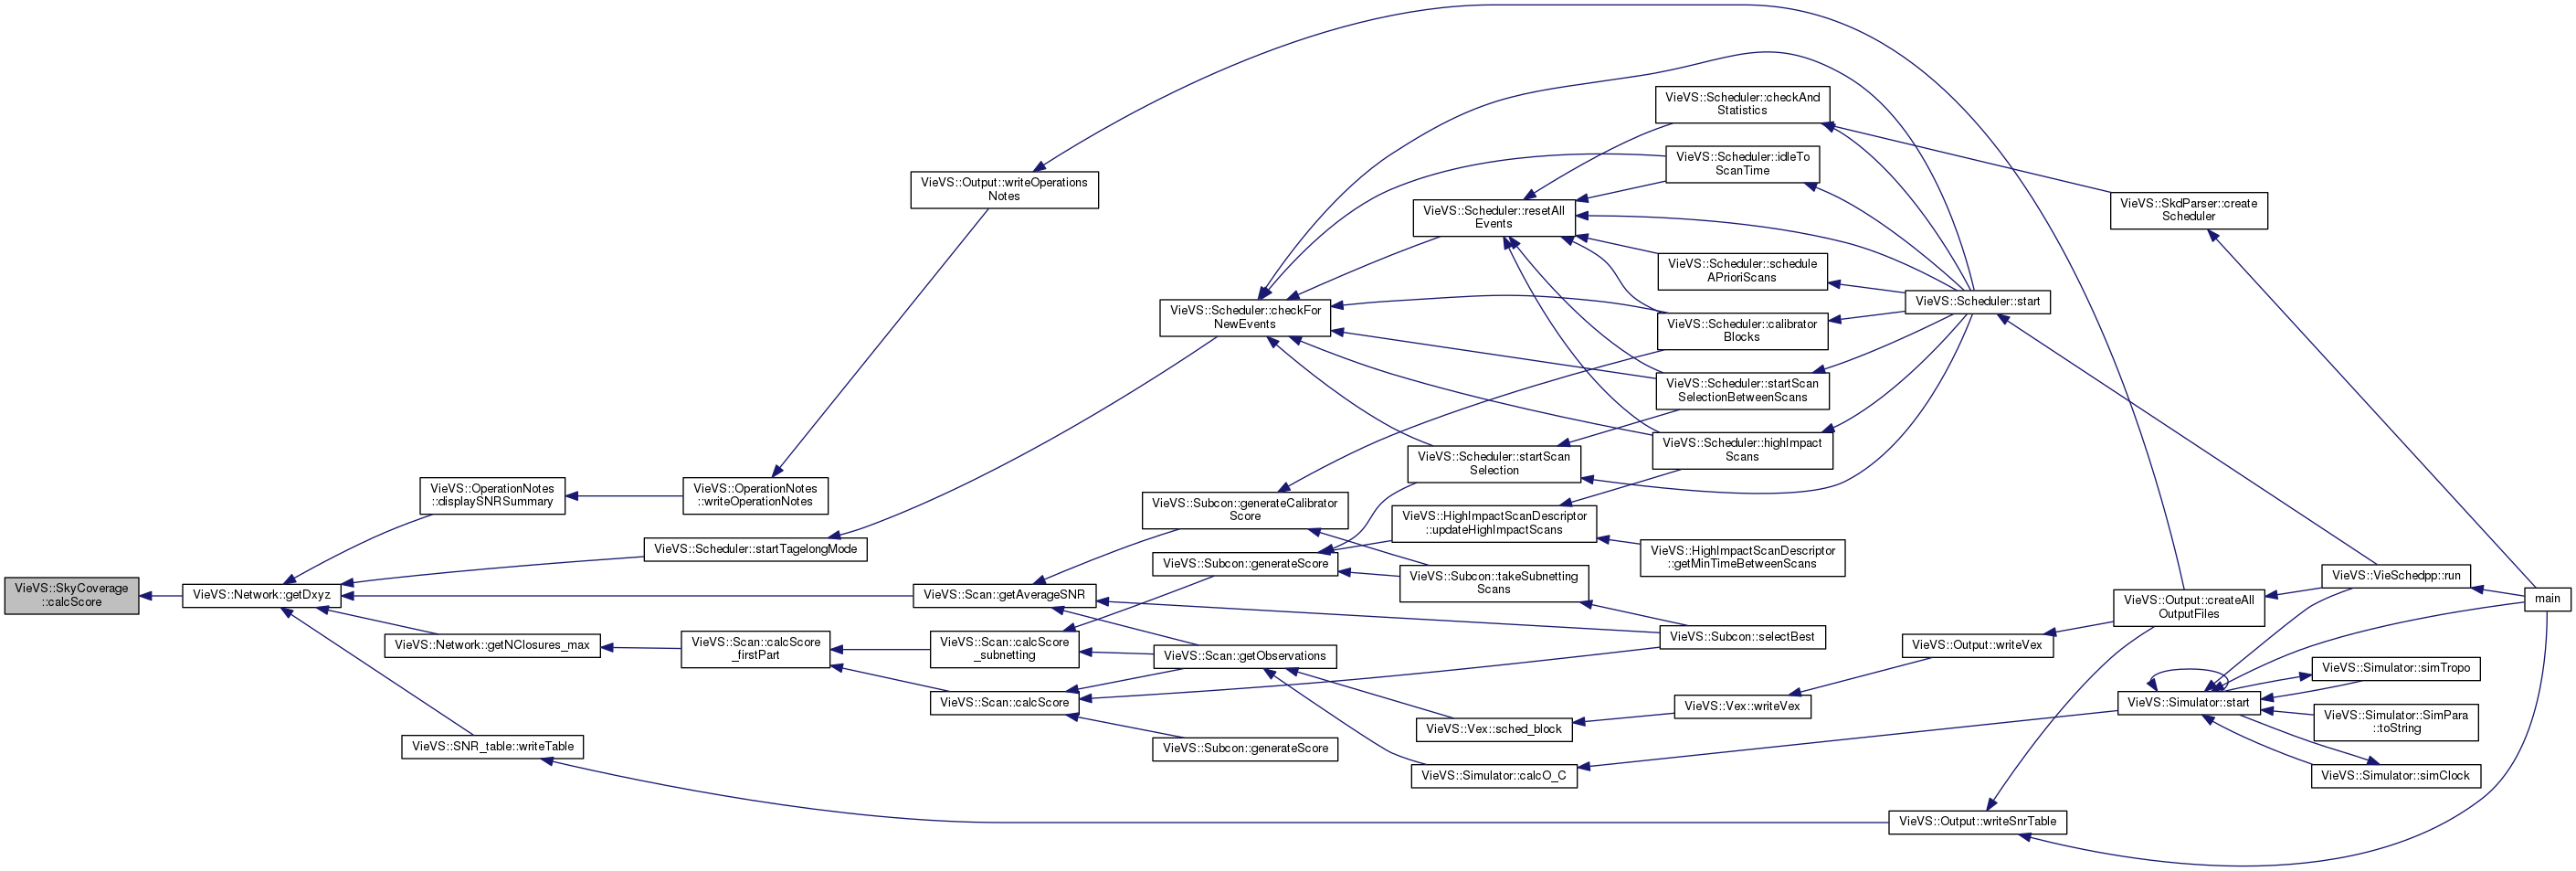 VieVS::SkyCoverage
::calcScore
VieVS::Network::getDxyz
VieVS::OperationNotes
::displaySNRSummary
VieVS::Scheduler::startTagelongMode
VieVS::Network::getNClosures_max
VieVS::SNR_table::writeTable
VieVS::OperationNotes
::writeOperationNotes
VieVS::Scan::calcScore
_firstPart
VieVS::Output::writeOperations
Notes
VieVS::Scan::getAverageSNR
VieVS::Scan::calcScore
_subnetting
VieVS::Scan::calcScore
VieVS::Scheduler::checkFor
NewEvents
VieVS::Subcon::generateCalibrator
Score
VieVS::Subcon::generateScore
VieVS::Scan::getObservations
VieVS::Subcon::generateScore
VieVS::Scheduler::resetAll
Events
VieVS::Scheduler::startScan
Selection
VieVS::HighImpactScanDescriptor
::updateHighImpactScans
VieVS::Subcon::takeSubnetting
Scans
VieVS::Vex::sched_block
VieVS::Simulator::calcO_C
VieVS::Scheduler::checkAnd
Statistics
VieVS::Scheduler::idleTo
ScanTime
VieVS::Scheduler::schedule
APrioriScans
VieVS::Scheduler::calibrator
Blocks
VieVS::Scheduler::startScan
SelectionBetweenScans
VieVS::Scheduler::highImpact
Scans
VieVS::HighImpactScanDescriptor
::getMinTimeBetweenScans
VieVS::Subcon::selectBest
VieVS::Vex::writeVex
VieVS::Scheduler::start
VieVS::Output::writeVex
VieVS::Output::writeSnrTable
VieVS::SkdParser::create
Scheduler
VieVS::Output::createAll
OutputFiles
VieVS::Simulator::start
VieVS::VieSchedpp::run
VieVS::Simulator::simTropo
VieVS::Simulator::SimPara
::toString
VieVS::Simulator::simClock
main